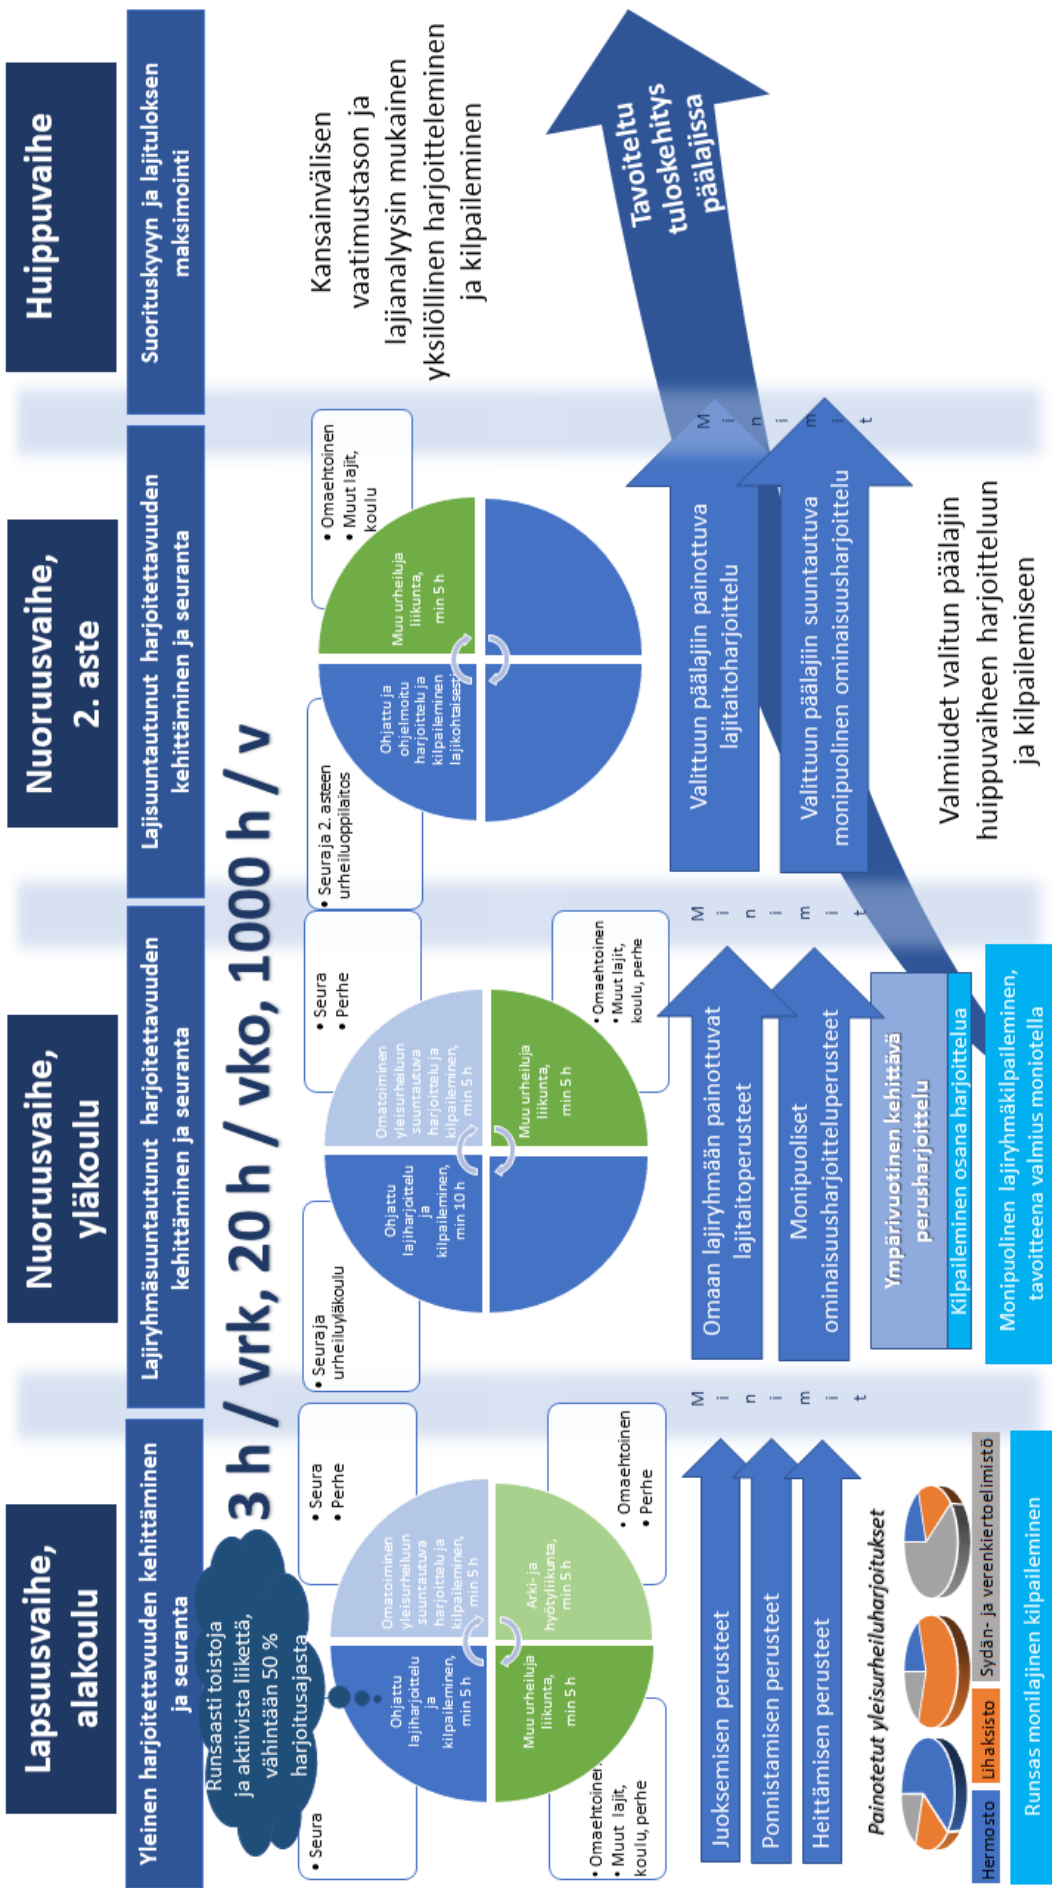 Lapsuusvaihe,
alakoulu
Nuoruusvaihe,
yläkoulu
Nuoruusvaihe,
2. aste
Huippuvaihe
Yleinen harjoitettavuuden kehittäminen
ja seuranta
Lajiryhmäsuuntautunut harjoitettavuuden
kehittäminen ja seuranta
Lajisuuntautunut harjoitettavuuden
kehittäminen ja seuranta
Suorituskyvyn ja lajituloksen
maksimointi
3 h / vrk, 20 h / vko, 1000 h / v
Runsaasti toistoja
ja aktiivista liikettä,
vähintään 50 %
harjoitusajasta
• Seura
• Seura
• Perhe
Ohjattu
lajiharjoittelu
ja
kilpaileminen,
min 5 h
Omatoiminen
yleisurheiluun
suuntautuva
harjoittelu ja
kilpaileminen,
min 5 h
Muu urheilu ja
liikunta,
min 5 h
Arki- ja
hyötyliikunta,
min 5 h
• Omaehtoinen
• Muut lajit,
koulu, perhe
• Omaehtoinen
• Perhe
• Seura ja
urheiluyläkoulu
• Seura
• Perhe
Ohjattu
lajiharjoittelu
ja
kilpaileminen,
min 10 h
Omatoiminen
yleisurheiluun
suuntautuva
harjoittelu ja
kilpaileminen,
min 5 h
Muu urheilu ja
liikunta,
min 5 h
• Omaehtoinen
• Muut lajit,
koulu, perhe
• Seura ja 2. asteen
urheiluoppilaitos
• Omaehtoinen
• Muut lajit,
koulu
Ohjattu ja
ohjelmoitu
harjoittelu ja
kilpaileminen
lajikohtaisesti
Muu urheilu ja
liikunta,
min 5 h
Kansainvälisen
vaatimustason ja
lajianalyysin mukainen
yksilöllinen harjoitteleminen
ja kilpaileminen
Juoksemisen perusteet
Ponnistamisen perusteet
Heittämisen perusteet
M
i
n
i
m
i
t
Omaan lajiryhmään painottuvat
lajitaitoperusteet
Monipuoliset
ominaisuusharjoitteluperusteet
Ympärivuotinen kehittävä
perusharjoittelu
Kilpaileminen osana harjoittelua
Monipuolinen lajiryhmäkilpaileminen,
tavoitteena valmius moniotella
M
i
n
i
m
i
t
Valittuun päälajiin painottuva
lajitaitoharjoittelu
Valittuun päälajiin suuntautuva
monipuolinen ominaisuusharjoittelu
M
i
n
i
m
i
t
Valmiudet valitun päälajin
huippuvaiheen harjoitteluun
ja kilpailemiseen
Tavoiteltu
tuloskehitys
päälajissa
Painotetut yleisurheiluharjoitukset
Hermosto
Lihaksisto
Sydän- ja verenkiertoelimistö
Runsas monilajinen kilpaileminen